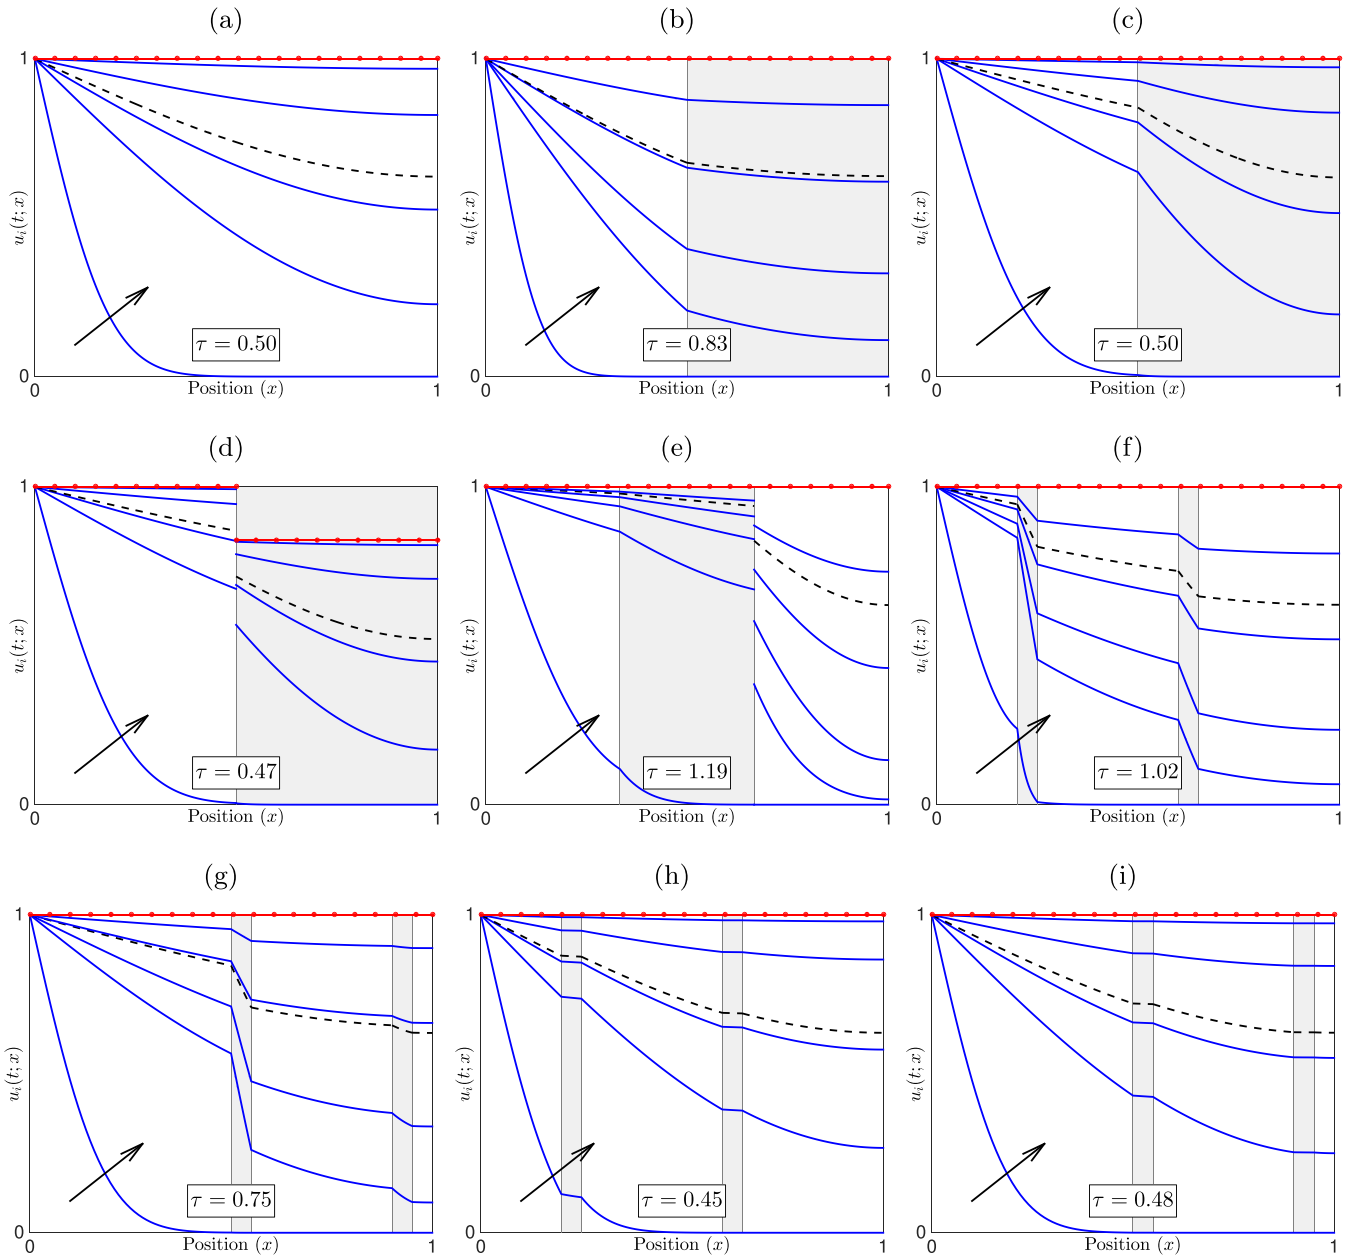 (a)
(b)
(c)
1
u_i(t; x)
τ = 0.50
0
0
Position (x)
1
1
u_i(t; x)
τ = 0.83
0
0
Position (x)
1
1
u_i(t; x)
τ = 0.50
0
0
Position (x)
1
(d)
(e)
(f)
1
u_i(t; x)
τ = 0.47
0
0
Position (x)
1
1
u_i(t; x)
τ = 1.19
0
0
Position (x)
1
1
u_i(t; x)
τ = 1.02
0
0
Position (x)
1
(g)
(h)
(i)
1
u_i(t; x)
τ = 0.75
0
0
Position (x)
1
1
u_i(t; x)
τ = 0.45
0
0
Position (x)
1
1
u_i(t; x)
τ = 0.48
0
0
Position (x)
1